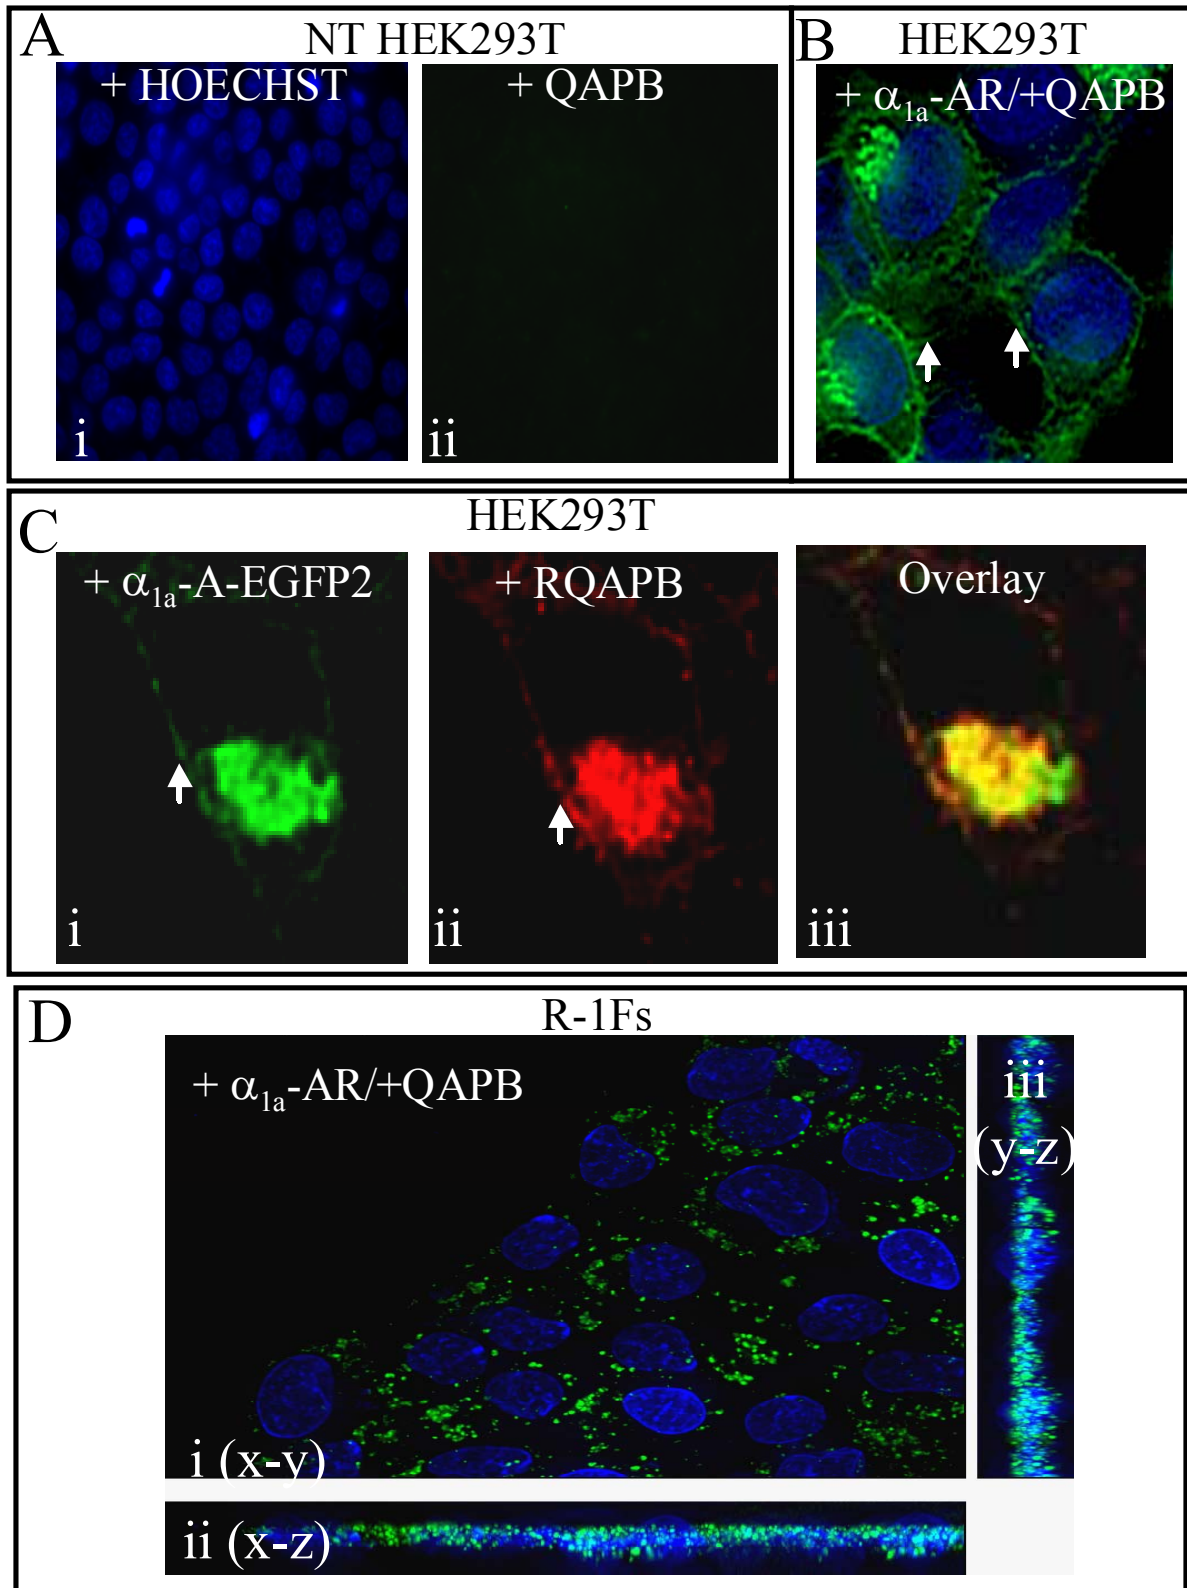 A
NT HEK293T
+ HOECHST
i
+ QAPB
ii
B
HEK293T
+ α1a-AR/+QAPB
C
HEK293T
+ α1a-A-EGFP2
i
+ RQAPB
ii
Overlay
iii
D
R-1Fs
+ α1a-AR/+QAPB
i (x-y)
ii (x-z)
iii
(y-z)